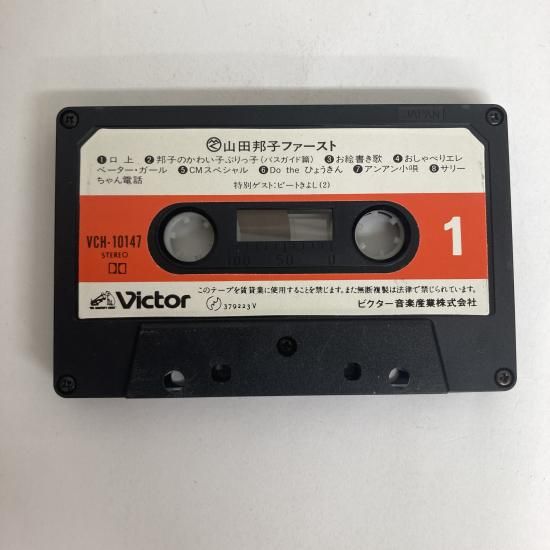 JAPAN
山田邦子ファースト
❶口上 ❷邦子のかわい子ぶりっ子(バスガイド篇) ❸お絵書き歌 ❹おしゃべりエレ
ベーター・ガール ❺CMスペシャル ❻Do the ひょうきん ❼アンアン小唄 ❽サリー
ちゃん電話
特別ゲスト:ビートきよし(2)
VCH-10147
STEREO
100 50 0
1
Victor
このテープを賃貸業に使用することを禁じます。また無断複製は法律で禁じられています。
379223V
ビクター音楽産業株式会社